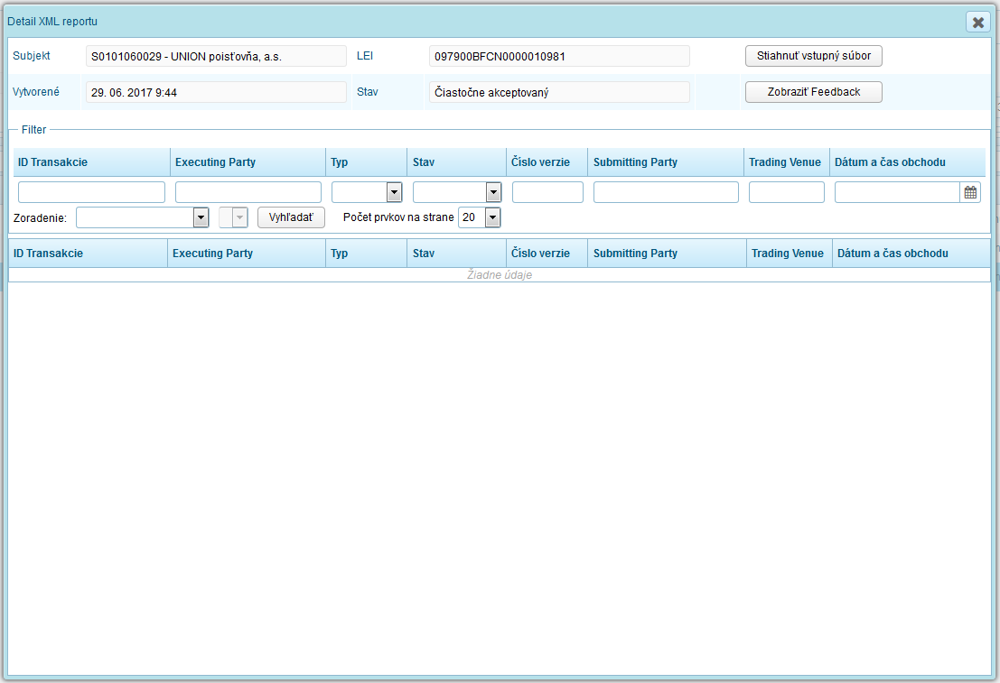 Detail XML reportu
Subjekt S0101060029 - UNION poisťovňa, a.s. LEI 097900BFCN0000010981 Stiahnuť vstupný súbor
Vytvorené 29. 06. 2017 9:44 Stav Čiastočne akceptovaný Zobraziť Feedback
Filter
ID Transakcie Executing Party Typ Stav Číslo verzie Submitting Party Trading Venue Dátum a čas obchodu
Zoradenie: Vyhľadať Počet prvkov na strane 20
ID Transakcie Executing Party Typ Stav Číslo verzie Submitting Party Trading Venue Dátum a čas obchodu
Žiadne údaje